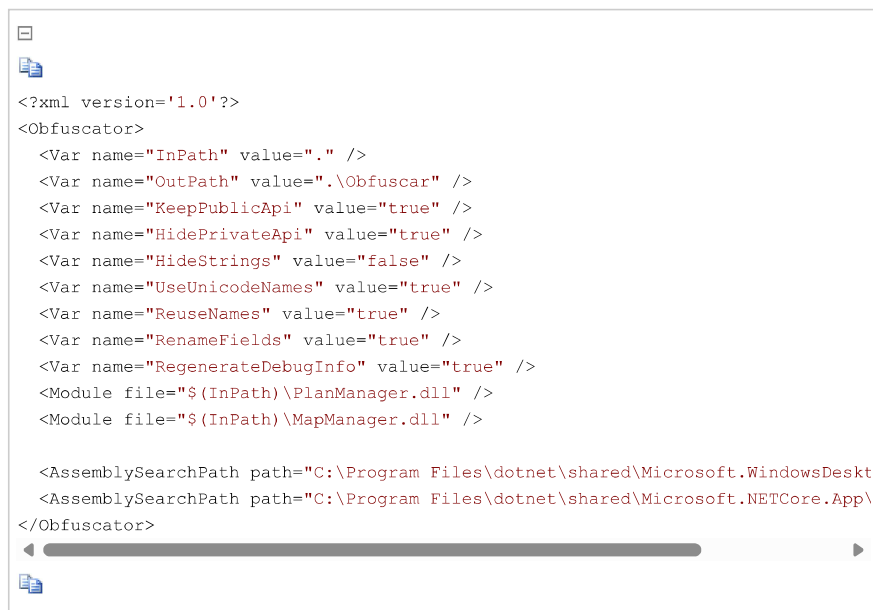 <?xml version='1.0'?>
<Obfuscator>
  <Var name="InPath" value="." />
  <Var name="OutPath" value=".\Obfuscar" />
  <Var name="KeepPublicApi" value="true" />
  <Var name="HidePrivateApi" value="true" />
  <Var name="HideStrings" value="false" />
  <Var name="UseUnicodeNames" value="true" />
  <Var name="ReuseNames" value="true" />
  <Var name="RenameFields" value="true" />
  <Var name="RegenerateDebugInfo" value="true" />
  <Module file="$(InPath)\PlanManager.dll" />
  <Module file="$(InPath)\MapManager.dll" />

  <AssemblySearchPath path="C:\Program Files\dotnet\shared\Microsoft.WindowsDeskt
  <AssemblySearchPath path="C:\Program Files\dotnet\shared\Microsoft.NETCore.App\
</Obfuscator>